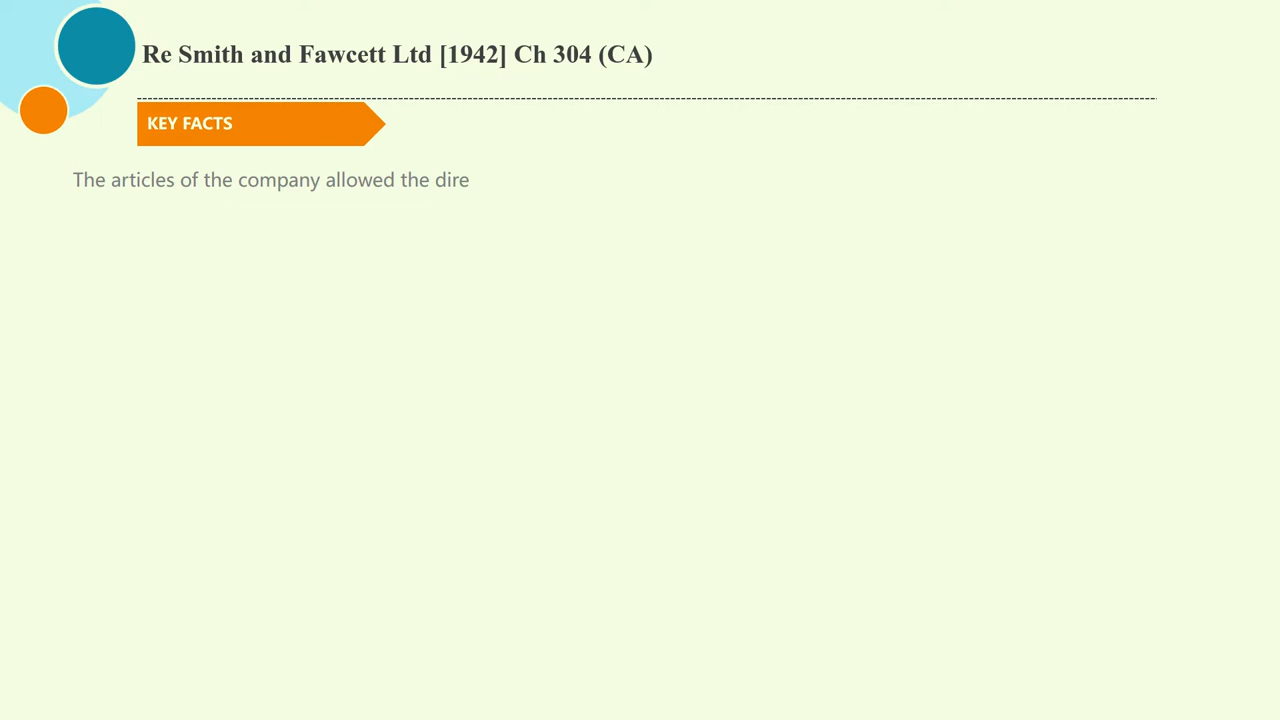 Re Smith and Fawcett Ltd [1942] Ch 304 (CA)
KEY FACTS
The articles of the company allowed the dire